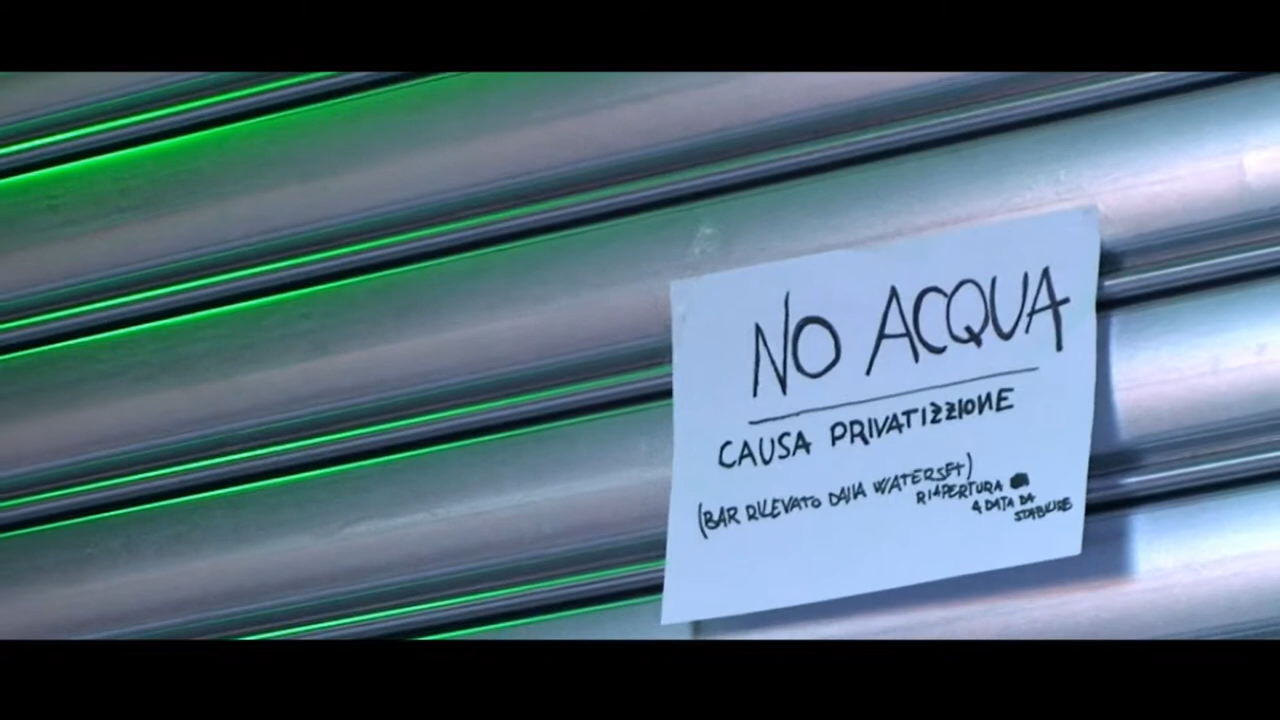 NO ACQUA
CAUSA PRIVATIZZIONE
(BAR RILEVATO DALLA WATERSET)
RIAPERTURA
A DATA DA
STABILIRE